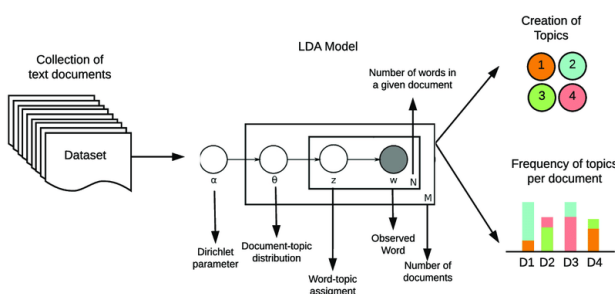 Collection of
text documents
Dataset
LDA Model
Number of words in
a given document
α
θ
z
w
N
M
Dirichlet
parameter
Document-topic
distribution
Word-topic
assigment
Observed
Word
Number of
documents
Creation of
Topics
1
2
3
4
Frequency of topics
per document
D1 D2 D3 D4